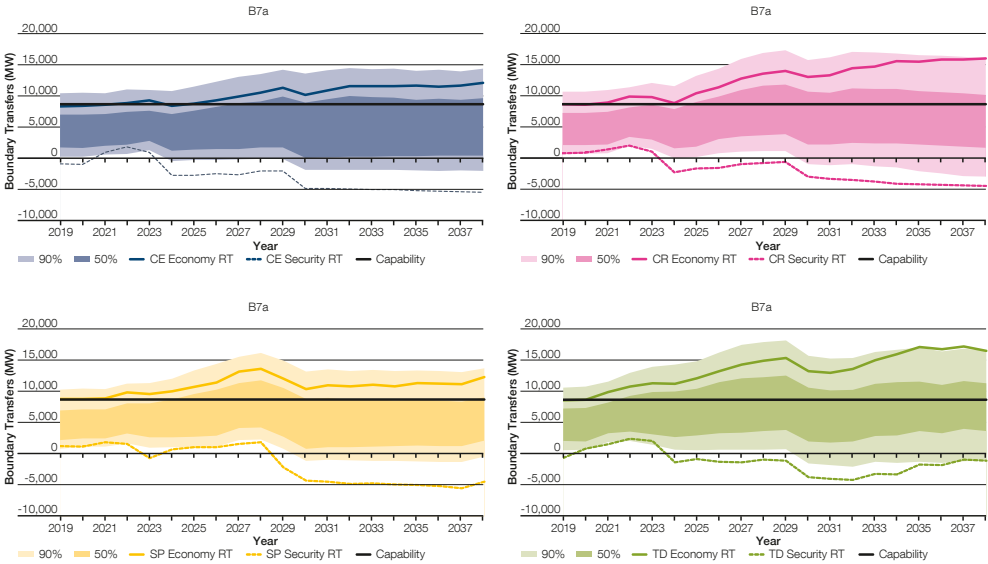 B7a
20,000
15,000
10,000
5,000
0
-5,000
-10,000
Boundary Transfers (MW)
2019 2021 2023 2025 2027 2029 2031 2033 2035 2037
Year
90% 50% CE Economy RT CE Security RT Capability
B7a
20,000
15,000
10,000
5,000
0
-5,000
-10,000
Boundary Transfers (MW)
2019 2021 2023 2025 2027 2029 2031 2033 2035 2037
Year
90% 50% CR Economy RT CR Security RT Capability
B7a
20,000
15,000
10,000
5,000
0
-5,000
-10,000
Boundary Transfers (MW)
2019 2021 2023 2025 2027 2029 2031 2033 2035 2037
Year
90% 50% SP Economy RT SP Security RT Capability
B7a
20,000
15,000
10,000
5,000
0
-5,000
-10,000
Boundary Transfers (MW)
2019 2021 2023 2025 2027 2029 2031 2033 2035 2037
Year
90% 50% TD Economy RT TD Security RT Capability